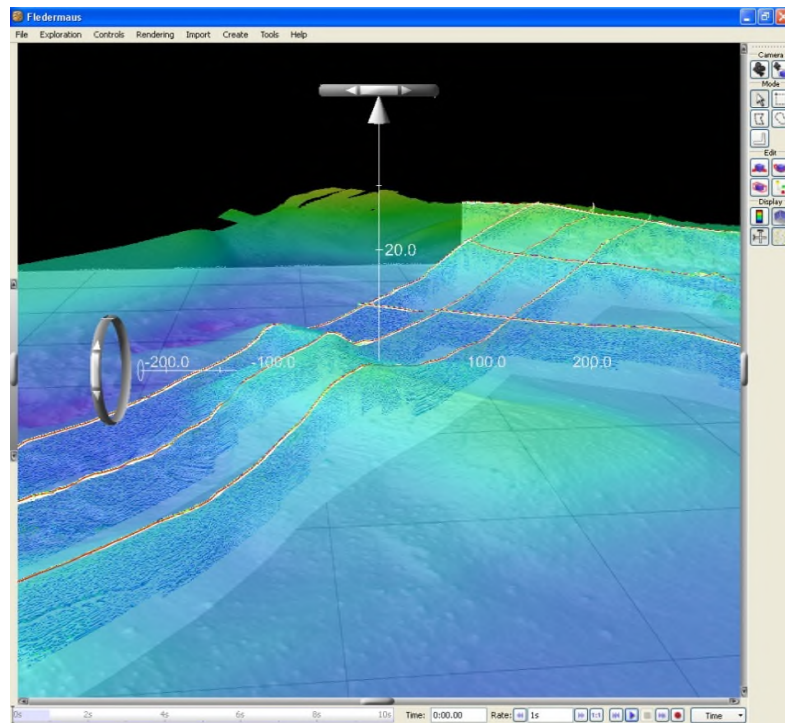 Fledermaus
File Exploration Controls Rendering Import Create Tools Help
Camera
Mode
Edit
Display
20.0
-200.0 -100.0 100.0 200.0
0s 2s 4s 6s 8s 10s Time: 0:00.00 Rate: 1s 1:1 Time